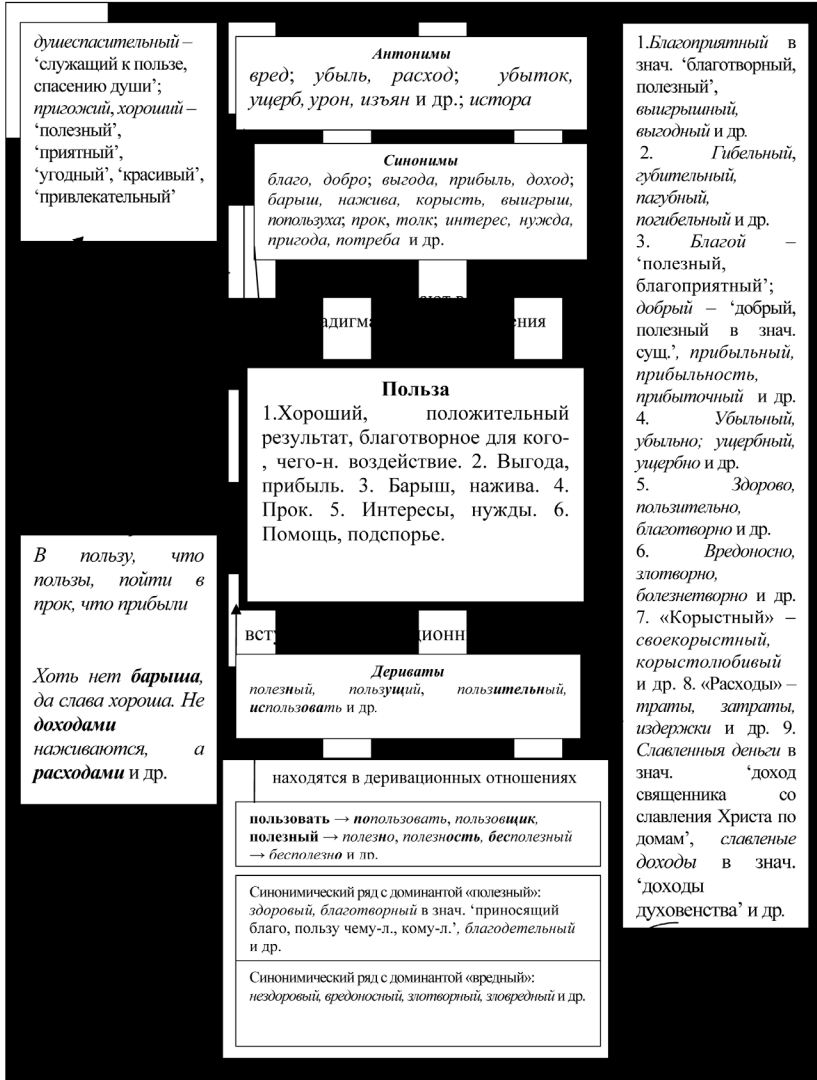 душеспасительный –
‘служащий к пользе,
спасению души’;
пригожий, хороший –
‘полезный’,
‘приятный’,
‘угодный’, ‘красивый’,
‘привлекательный’
Антонимы
вред; убыль, расход; убыток,
ущерб, урон, изъян и др.; истора
Синонимы
благо, добро; выгода, прибыль, доход;
барыш, нажива, корысть, выигрыш,
попользуха; прок, толк; интерес, нужда,
пригода, потреба и др.
Польза
1.Хороший, положительный
результат, благотворное для кого-
, чего-н. воздействие. 2. Выгода,
прибыль. 3. Барыш, нажива. 4.
Прок. 5. Интересы, нужды. 6.
Помощь, подспорье.
В пользу, что
пользы, пойти в
прок, что прибыли
Хоть нет барыша,
да слава хороша. Не
доходами
наживаются, а
расходами и др.
Дериваты
полезный, пользущий, пользительный,
использовать и др.
находятся в деривационных отношениях
пользовать → попользовать, пользовщик,
полезный → полезно, полезность, бесполезный
→ бесполезно и др.
Синонимический ряд с доминантой «полезный»:
здоровый, благотворный в знач. ‘приносящий
благо, пользу чему-л., кому-л.’, благодетельный
и др.
Синонимический ряд с доминантой «вредный»:
нездоровый, вредоносный, злотворный, зловредный и др.
1.Благоприятный в
знач. ‘благотворный,
полезный’,
выигрышный,
выгодный и др.
2. Гибельный,
губительный,
пагубный,
погибельный и др.
3. Благой –
‘полезный,
благоприятный’;
добрый – ‘добрый,
полезный в знач.
сущ.’, прибыльный,
прибыльность,
прибыточный и др.
4. Убыльный,
убыльно; ущербный,
ущербно и др.
5. Здорово,
пользительно,
благотворно и др.
6. Вредоносно,
злотворно,
болезнетворно и др.
7. «Корыстный» –
своекорыстный,
корыстолюбивый
и др. 8. «Расходы» –
траты, затраты,
издержки и др. 9.
Славленныя деньги в
знач. ‘доход
священника со
славления Христа по
домам’, славленые
доходы в знач.
‘доходы
духовенства’ и др.